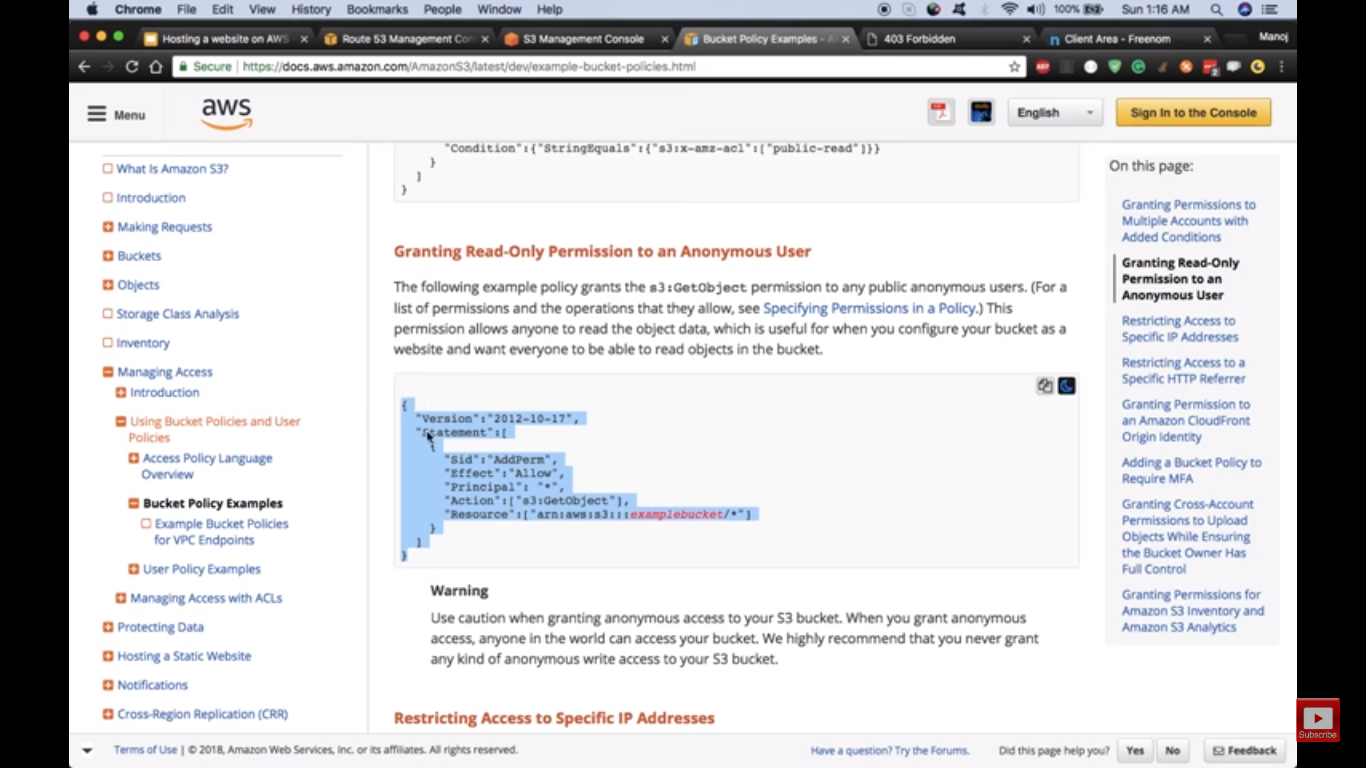 Chrome File Edit View History Bookmarks People Window Help 100% Sun 1:16 AM
Hosting a website on AWS Route 53 Management Con S3 Management Console Bucket Policy Examples - A 403 Forbidden Client Area - Freenom Manoj
Secure https://docs.aws.amazon.com/AmazonS3/latest/dev/example-bucket-policies.html
Menu aws English Sign In to the Console
What Is Amazon S3?
Introduction
Making Requests
Buckets
Objects
Storage Class Analysis
Inventory
Managing Access
Introduction
Using Bucket Policies and User
Policies
Access Policy Language
Overview
Bucket Policy Examples
Example Bucket Policies
for VPC Endpoints
User Policy Examples
Managing Access with ACLs
Protecting Data
Hosting a Static Website
Notifications
Cross-Region Replication (CRR)
"Condition":{"StringEquals":{"s3:x-amz-acl":["public-read"]}}
}
]
}
Granting Read-Only Permission to an Anonymous User
The following example policy grants the s3:GetObject permission to any public anonymous users. (For a
list of permissions and the operations that they allow, see Specifying Permissions in a Policy.) This
permission allows anyone to read the object data, which is useful for when you configure your bucket as a
website and want everyone to be able to read objects in the bucket.
{
"Version":"2012-10-17",
"Statement":[
{
"Sid":"AddPerm",
"Effect":"Allow",
"Principal": "*",
"Action":["s3:GetObject"],
"Resource":["arn:aws:s3:::examplebucket/*"]
}
]
}
Warning
Use caution when granting anonymous access to your S3 bucket. When you grant anonymous
access, anyone in the world can access your bucket. We highly recommend that you never grant
any kind of anonymous write access to your S3 bucket.
Restricting Access to Specific IP Addresses
On this page:
Granting Permissions to
Multiple Accounts with
Added Conditions
Granting Read-Only
Permission to an
Anonymous User
Restricting Access to
Specific IP Addresses
Restricting Access to a
Specific HTTP Referrer
Granting Permission to
an Amazon CloudFront
Origin Identity
Adding a Bucket Policy to
Require MFA
Granting Cross-Account
Permissions to Upload
Objects While Ensuring
the Bucket Owner Has
Full Control
Granting Permissions for
Amazon S3 Inventory and
Amazon S3 Analytics
Subscribe
Terms of Use | © 2018, Amazon Web Services, Inc. or its affiliates. All rights reserved. Have a question? Try the Forums. Did this page help you? Yes No Feedback